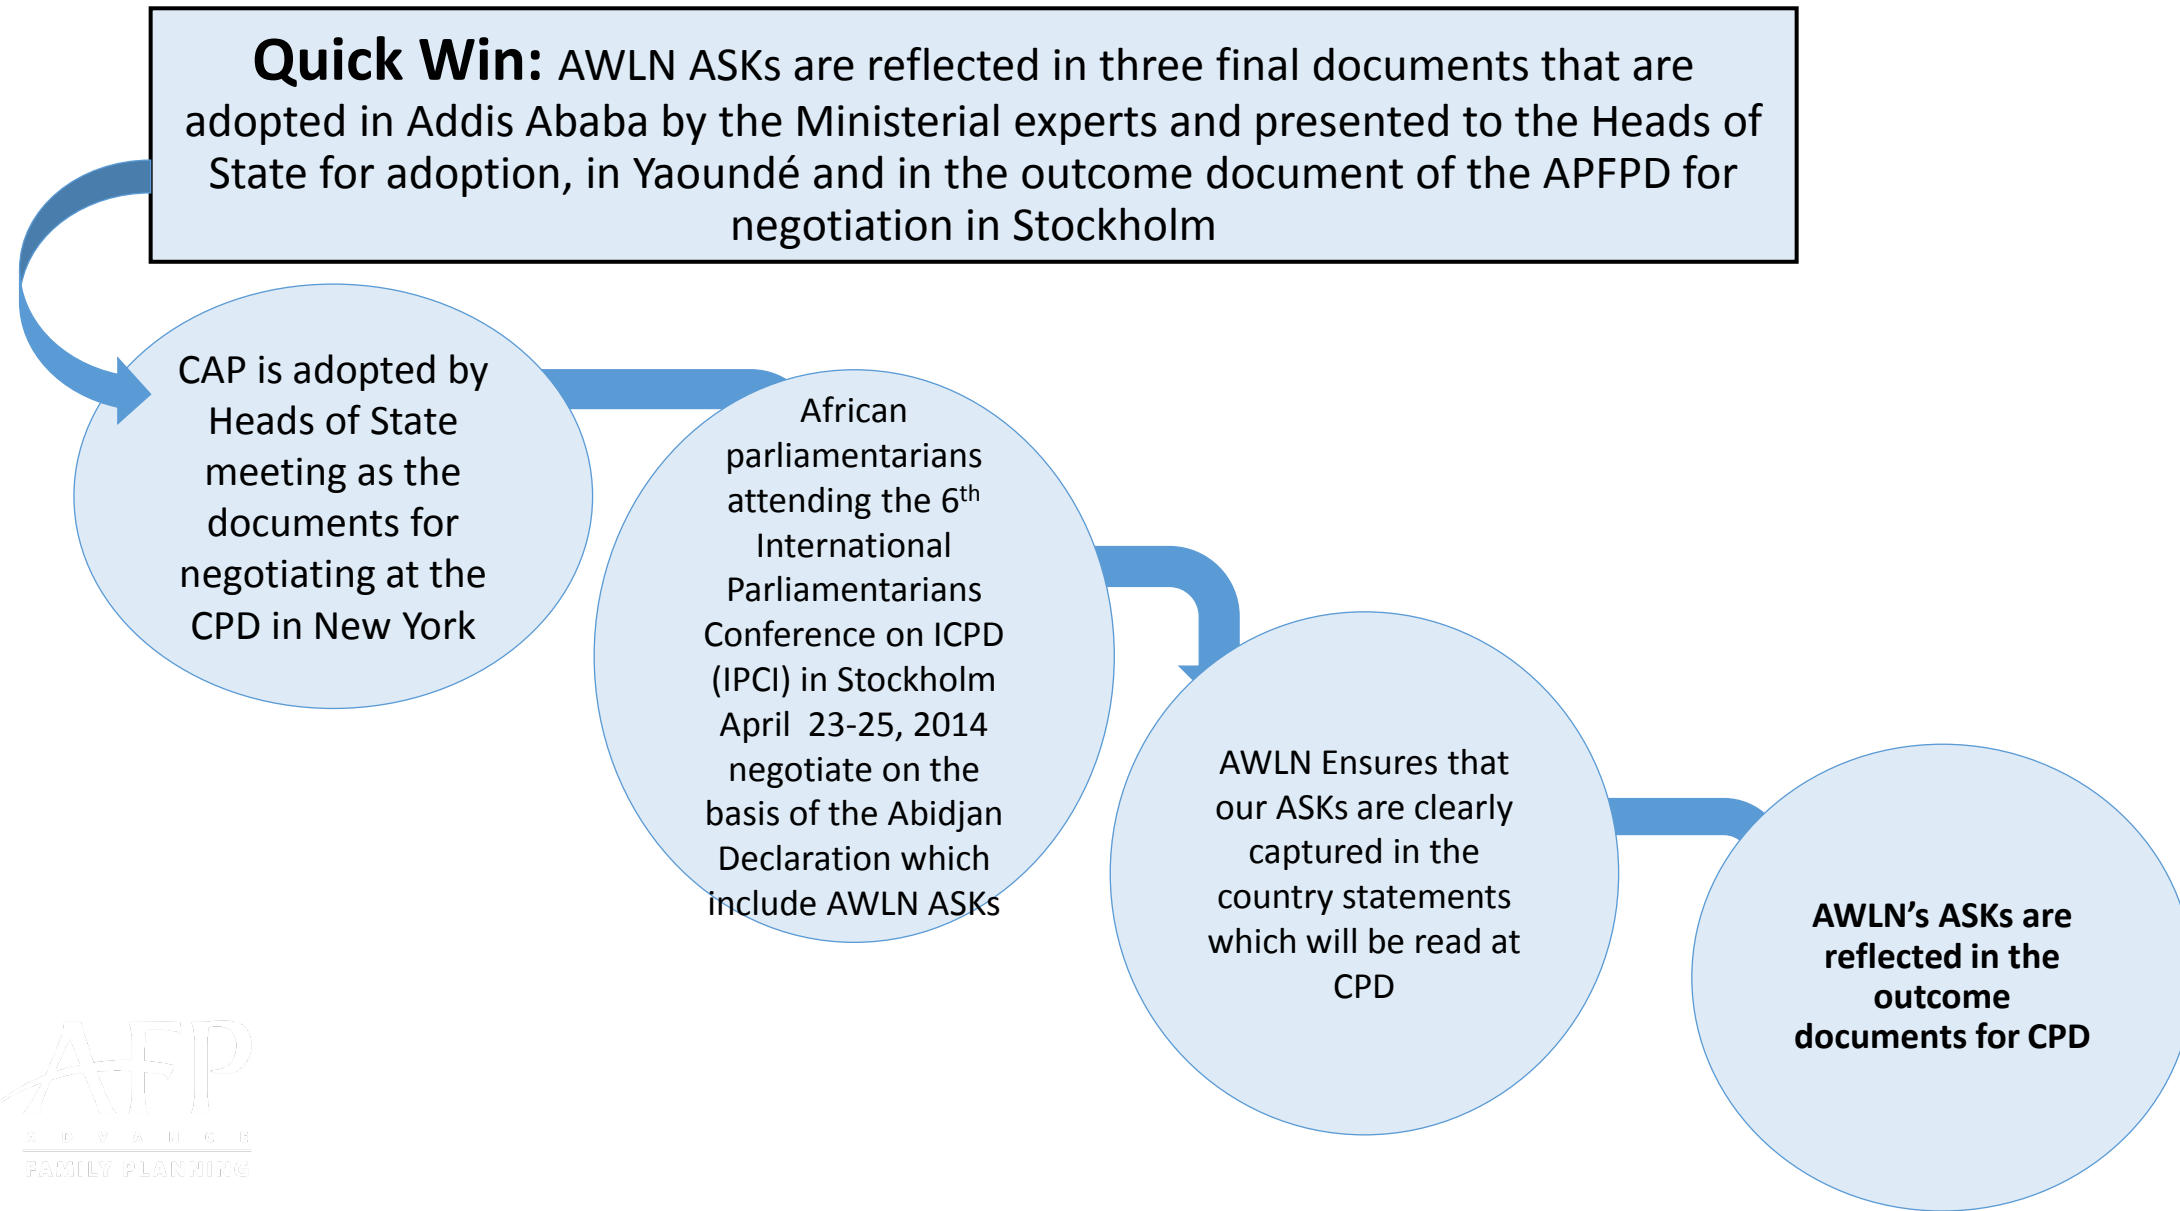 Quick Win: AWLN ASKs are reflected in three final documents that are
adopted in Addis Ababa by the Ministerial experts and presented to the Heads of
State for adoption, in Yaoundé and in the outcome document of the APFPD for
negotiation in Stockholm
CAP is adopted by
Heads of State
meeting as the
documents for
negotiating at the
CPD in New York
African
parliamentarians
attending the 6th
International
Parliamentarians
Conference on ICPD
(IPCI) in Stockholm
April 23-25, 2014
negotiate on the
basis of the Abidjan
Declaration which
include AWLN ASKs
AWLN Ensures that
our ASKs are clearly
captured in the
country statements
which will be read at
CPD
AWLN’s ASKs are
reflected in the
outcome
documents for CPD
AFP
ADVANCE
FAMILY PLANNING